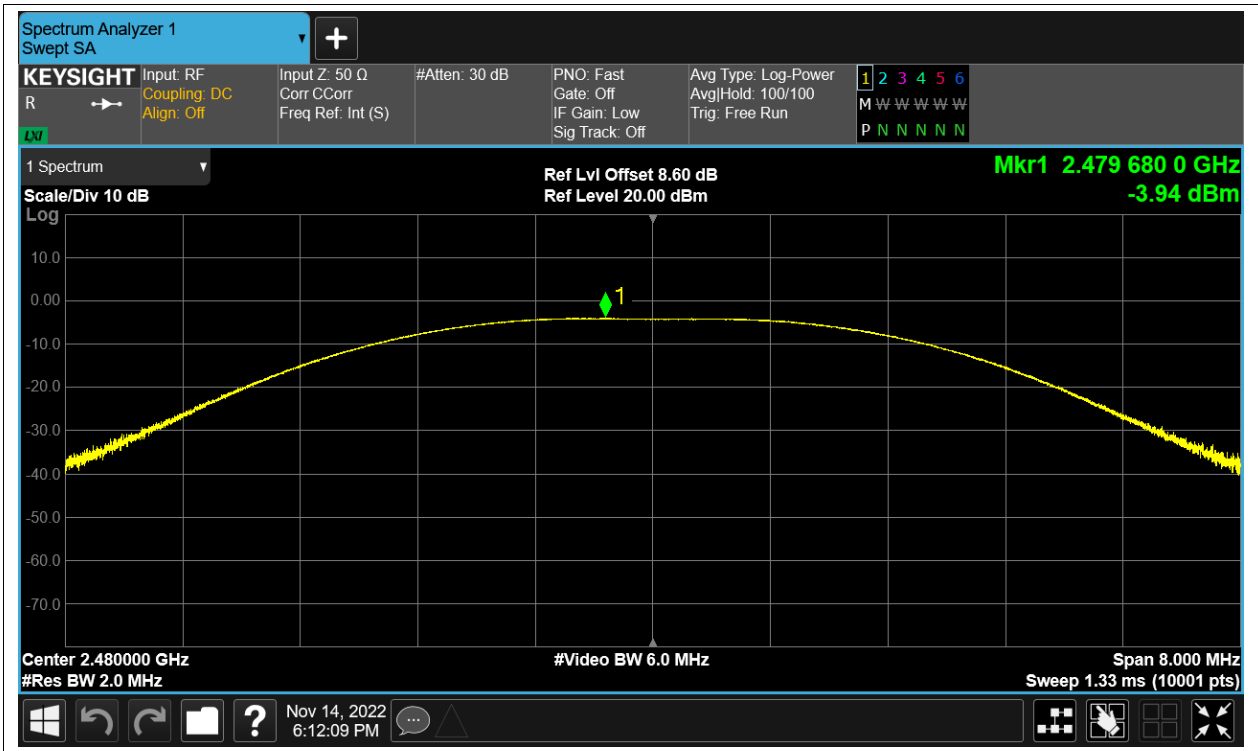 Spectrum Analyzer 1
Swept SA
KEYSIGHT
R
LXI
Input: RF
Coupling: DC
Align: Off
Input Z: 50 Ω
Corr CCorr
Freq Ref: Int (S)
#Atten: 30 dB
PNO: Fast
Gate: Off
IF Gain: Low
Sig Track: Off
Avg Type: Log-Power
Avg|Hold: 100/100
Trig: Free Run
1 2 3 4 5 6
M W W W W W
P N N N N N
1 Spectrum
Scale/Div 10 dB
Log
Ref Lvl Offset 8.60 dB
Ref Level 20.00 dBm
Mkr1 2.479 680 0 GHz
-3.94 dBm
10.0
0.00
-10.0
-20.0
-30.0
-40.0
-50.0
-60.0
-70.0
1
Center 2.480000 GHz
#Res BW 2.0 MHz
#Video BW 6.0 MHz
Span 8.000 MHz
Sweep 1.33 ms (10001 pts)
?
Nov 14, 2022
6:12:09 PM